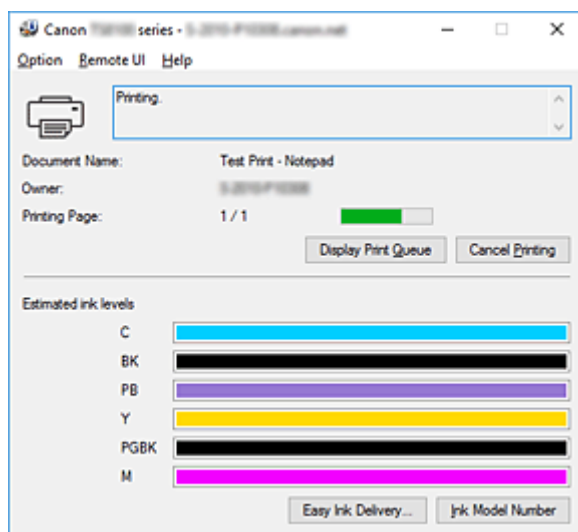 Canon series -
Option Remote UI Help
Printing.
Document Name: Test Print - Notepad
Owner:
Printing Page: 1 / 1
Display Print Queue Cancel Printing
Estimated ink levels
C
BK
PB
Y
PGBK
M
Easy Ink Delivery... Ink Model Number